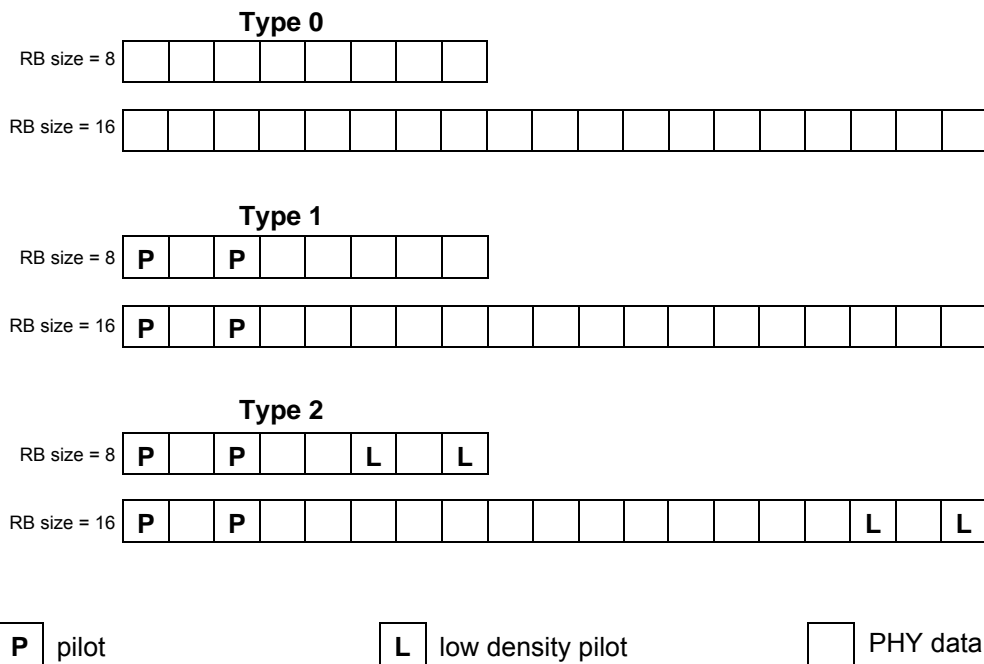 Type 0
RB size = 8
RB size = 16
Type 1
RB size = 8 P P
RB size = 16 P P
Type 2
RB size = 8 P P L L
RB size = 16 P P L L
P pilot L low density pilot PHY data